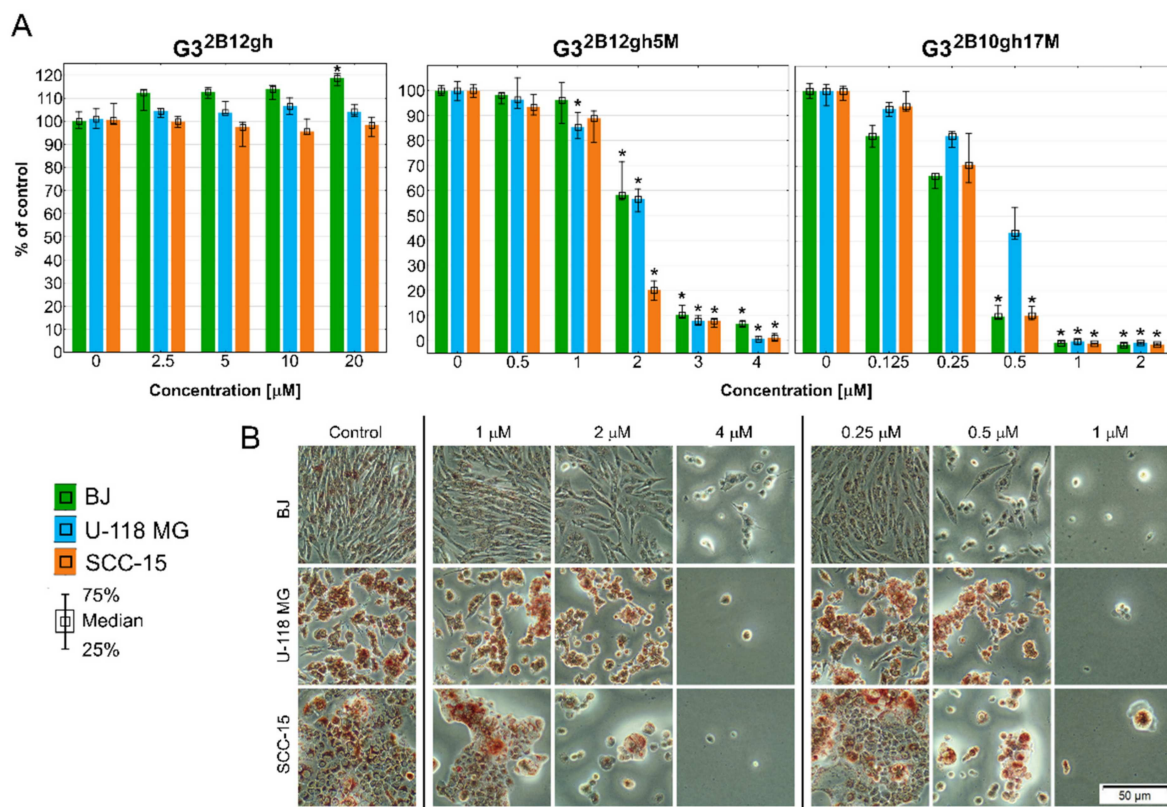 A
G3^2B12gh
G3^2B12gh5M
G3^2B10gh17M
% of control
120
110
100
90
80
70
60
50
40
30
20
10
0
100
90
80
70
60
50
40
30
20
10
0
100
90
80
70
60
50
40
30
20
10
0
*
* * * * * * * * * *
* * * * * * * *
0 2.5 5 10 20
0 0.5 1 2 3 4
0 0.125 0.25 0.5 1 2
Concentration [μM]
Concentration [μM]
B
Control 1 μM 2 μM 4 μM 0.25 μM 0.5 μM 1 μM
BJ
U-118 MG
SCC-15
75%
Median
25%
BJ
U-118 MG
SCC-15
50 μm